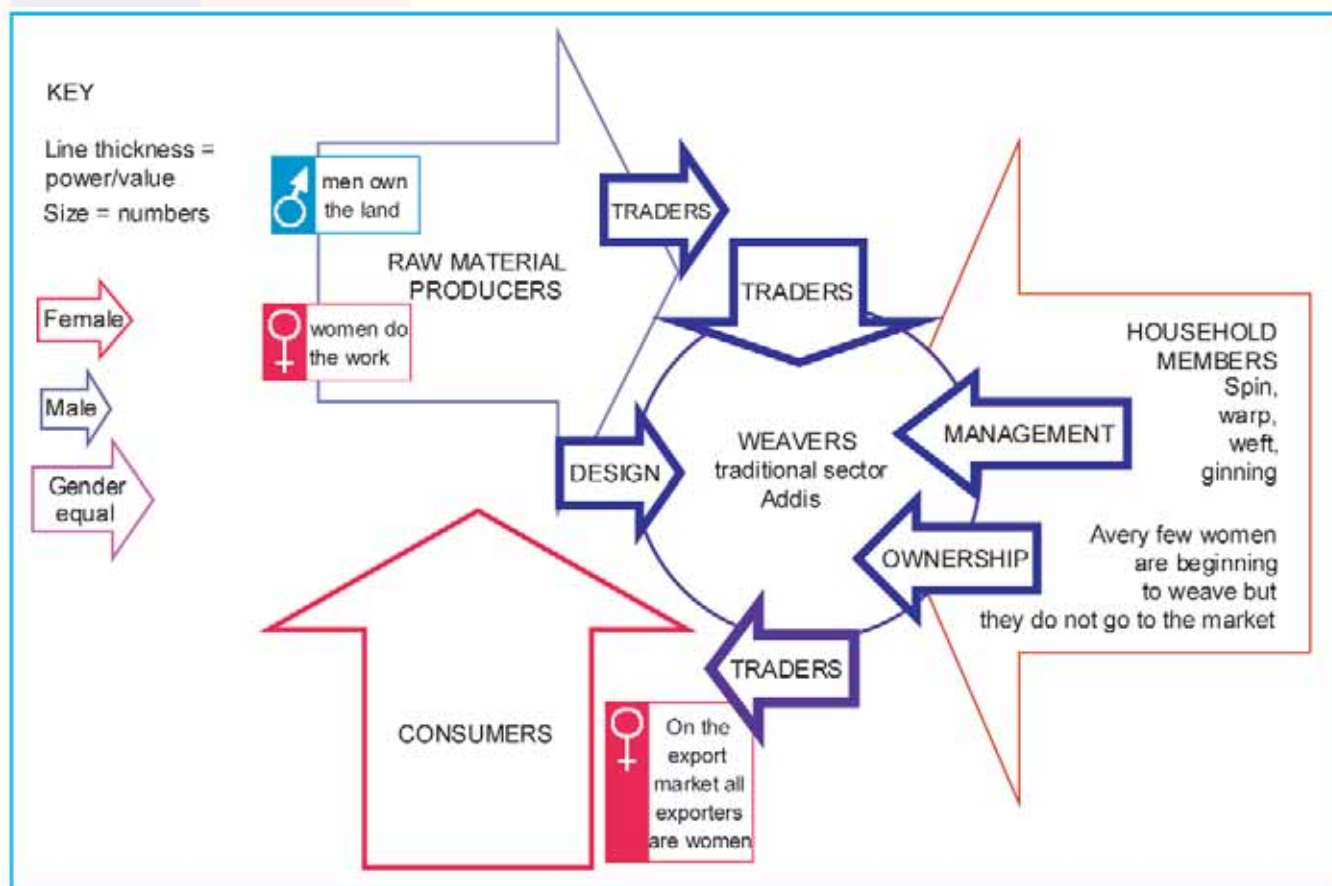 KEY
Line thickness =
power/value
Size = numbers
Female
Male
Gender
equal
men own
the land
RAW MATERIAL
PRODUCERS
women do
the work
TRADERS
TRADERS
DESIGN
WEAVERS
traditional sector
Addis
MANAGEMENT
OWNERSHIP
TRADERS
HOUSEHOLD
MEMBERS
Spin,
warp,
weft,
ginning
Avery few women
are beginning
to weave but
they do not go to the market
CONSUMERS
On the
export
market all
exporters
are women